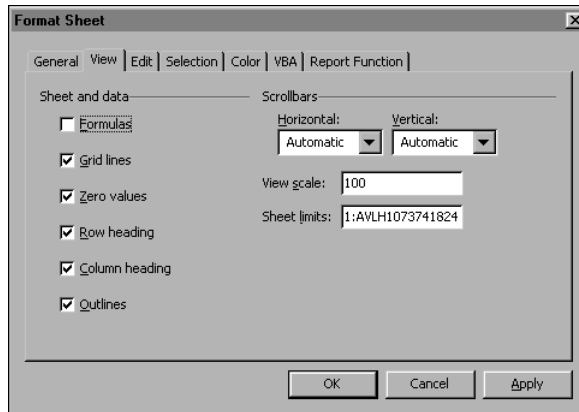 Format Sheet
General View Edit Selection Color VBA Report Function
Sheet and data
Formulas
Grid lines
Zero values
Row heading
Column heading
Outlines
Scrollbars
Horizontal: Vertical:
Automatic Automatic
View scale: 100
Sheet limits: 1:AVLH1073741824
OK Cancel Apply